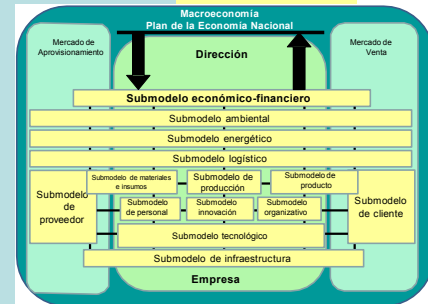 Macroeconomía
Plan de la Economía Nacional
Mercado de
Aprovisionamiento
Dirección
Mercado de
Venta
Submodelo económico-financiero
Submodelo ambiental
Submodelo energético
Submodelo logístico
Submodelo de materiales
e insumos
Submodelo de
producción
Submodelo de
producto
Submodelo
de
proveedor
Submodelo
de personal
Submodelo
innovación
Submodelo
organizativo
Submodelo
de cliente
Submodelo tecnológico
Submodelo de infraestructura
Empresa